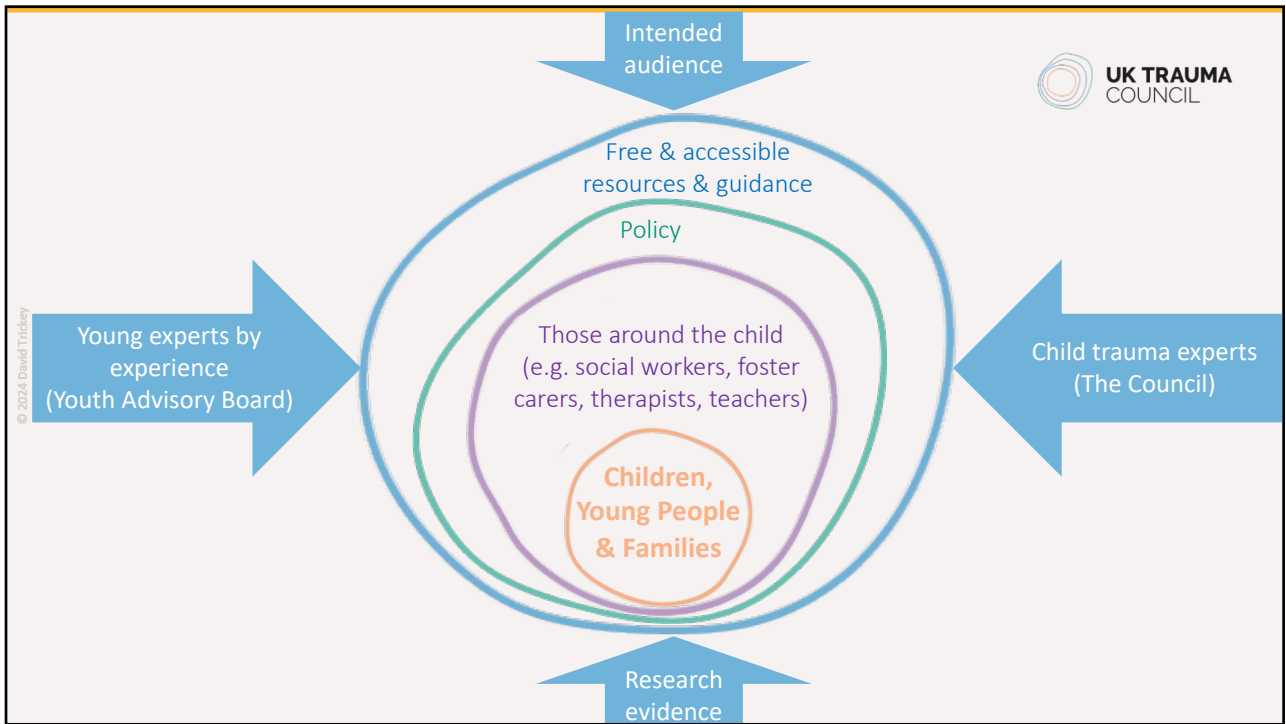 Intended
audience
UK TRAUMA
COUNCIL
Free & accessible
resources & guidance
Policy
Young experts by
experience
(Youth Advisory Board)
Those around the child
(e.g. social workers, foster
carers, therapists, teachers)
Child trauma experts
(The Council)
Children,
Young People
& Families
Research
evidence
© 2024 David Trickey